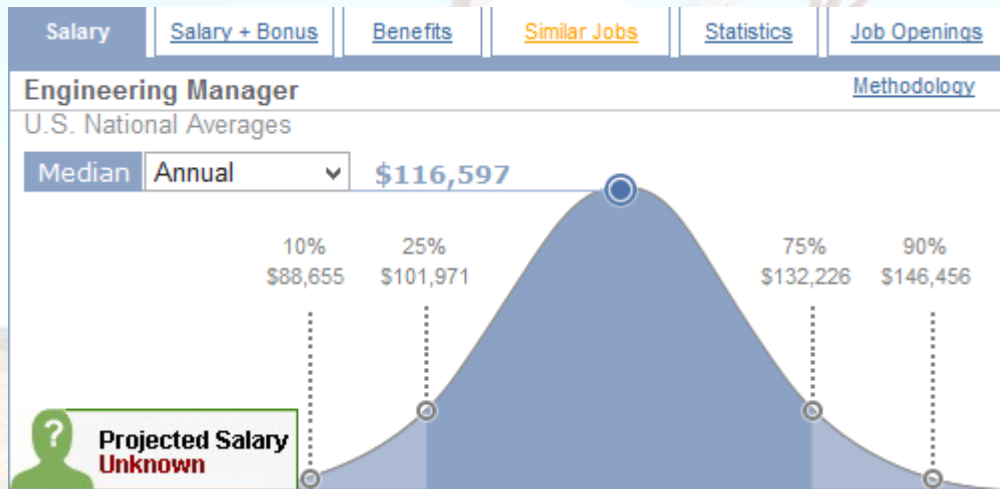 Salary Salary + Bonus Benefits Similar Jobs Statistics Job Openings
Engineering Manager Methodology
U.S. National Averages
Median Annual $116,597
10% 25% 75% 90%
$88,655 $101,971 $132,226 $146,456
?
Projected Salary
Unknown